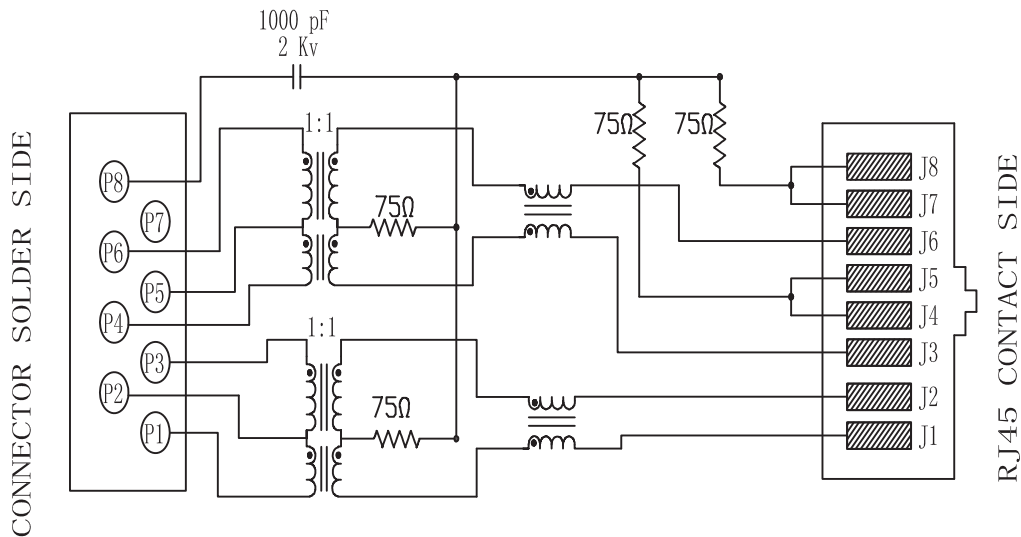 1000 pF
2 Kv
CONNECTOR SOLDER SIDE
P8
P7
P6
P5
P4
P3
P2
P1
1:1
75Ω
1:1
75Ω
75Ω
75Ω
J8
J7
J6
J5
J4
J3
J2
J1
RJ45 CONTACT SIDE